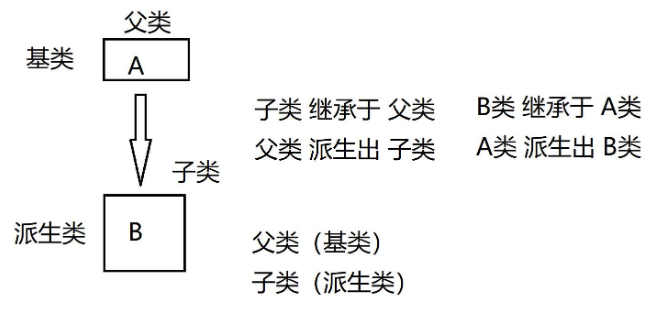 父类
基类
A
子类 继承于 父类 B类 继承于 A类
父类 派生出 子类 A类 派生出 B类
子类
派生类
B
父类（基类）
子类（派生类）